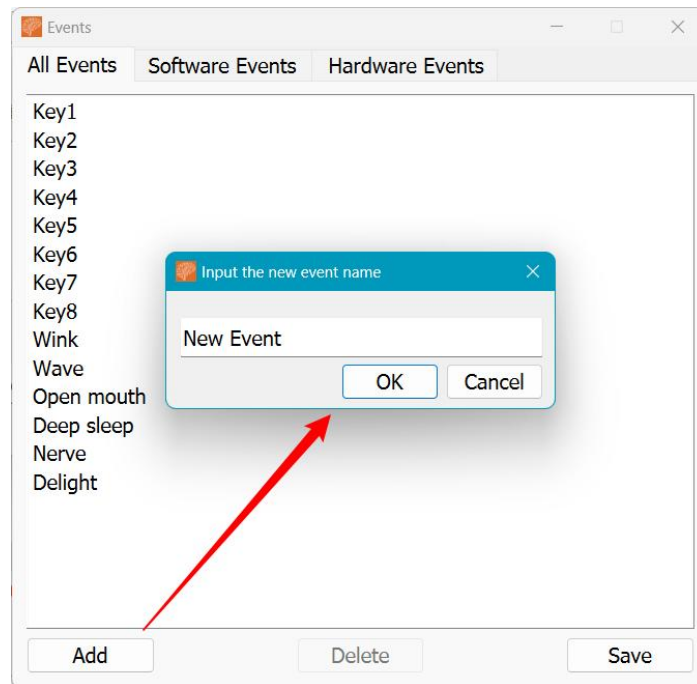 Events
All Events Software Events Hardware Events
Key1
Key2
Key3
Key4
Key5
Key6
Key7
Key8
Wink
Wave
Open mouth
Deep sleep
Nerve
Delight
Input the new event name
New Event
OK Cancel
Add Delete Save